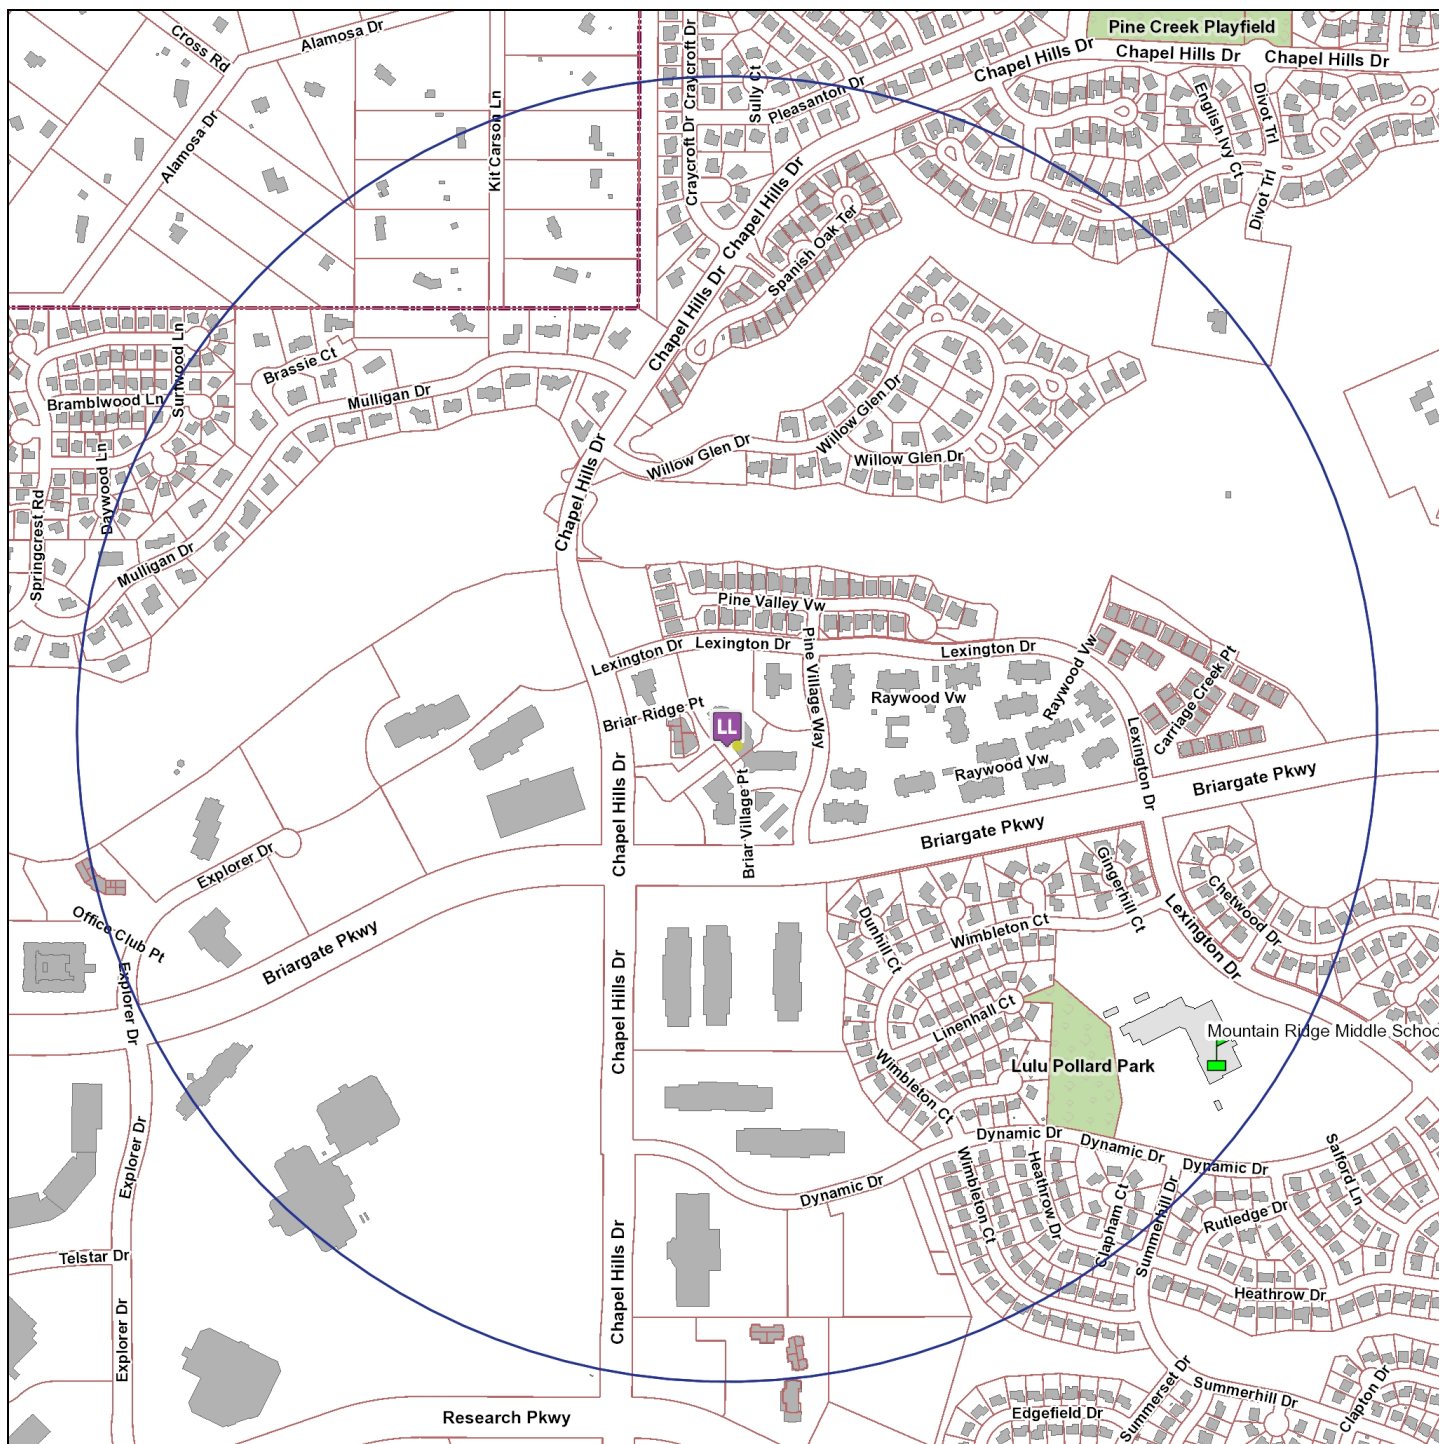 Cross Rd
Alamosa Dr
Craycroft Dr
Sully Ct
Chapel Hills Dr
Pine Creek Playfield
Chapel Hills Dr
Chapel Hills Dr
Alamosa Dr
Kit Carson Ln
Craycroft Dr
Pleasanton Dr
English Ivy Ct
Divot Trl
Divot Trl
Chapel Hills Dr
Spanish Oak Ter
Chapel Hills Dr
Surfwood Ln
Brassie Ct
Mulligan Dr
Bramblwood Ln
Willow Glen Dr
Willow Glen Dr
Willow Glen Dr
Daywood Ln
Chapel Hills Dr
Springcrest Rd
Mulligan Dr
Pine Valley Vw
Lexington Dr
Lexington Dr
Pine Village Way
Lexington Dr
Raywood Vw
Carriage Creek Pt
Raywood Vw
Briar Ridge Pt
LL
Raywood Vw
Lexington Dr
Briargate Pkwy
Chapel Hills Dr
Briar Village Pt
Briargate Pkwy
Explorer Dr
Gingerhill Ct
Chetwood Dr
Office Club Pt
Briargate Pkwy
Dunhill Ct
Wimbleton Ct
Lexington Dr
Explorer Dr
Chapel Hills Dr
Linenhall Ct
Mountain Ridge Middle Schoo
Lulu Pollard Park
Wimbleton Ct
Explorer Dr
Dynamic Dr
Dynamic Dr
Dynamic Dr
Dynamic Dr
Wimbleton Ct
Heathrow Dr
Clapham Ct
Summerhill Dr
Rutledge Dr
Salford Ln
Telstar Dr
Chapel Hills Dr
Heathrow Dr
Explorer Dr
Research Pkwy
Edgefield Dr
Summerset Dr
Summerhill Dr
Clapton Dr